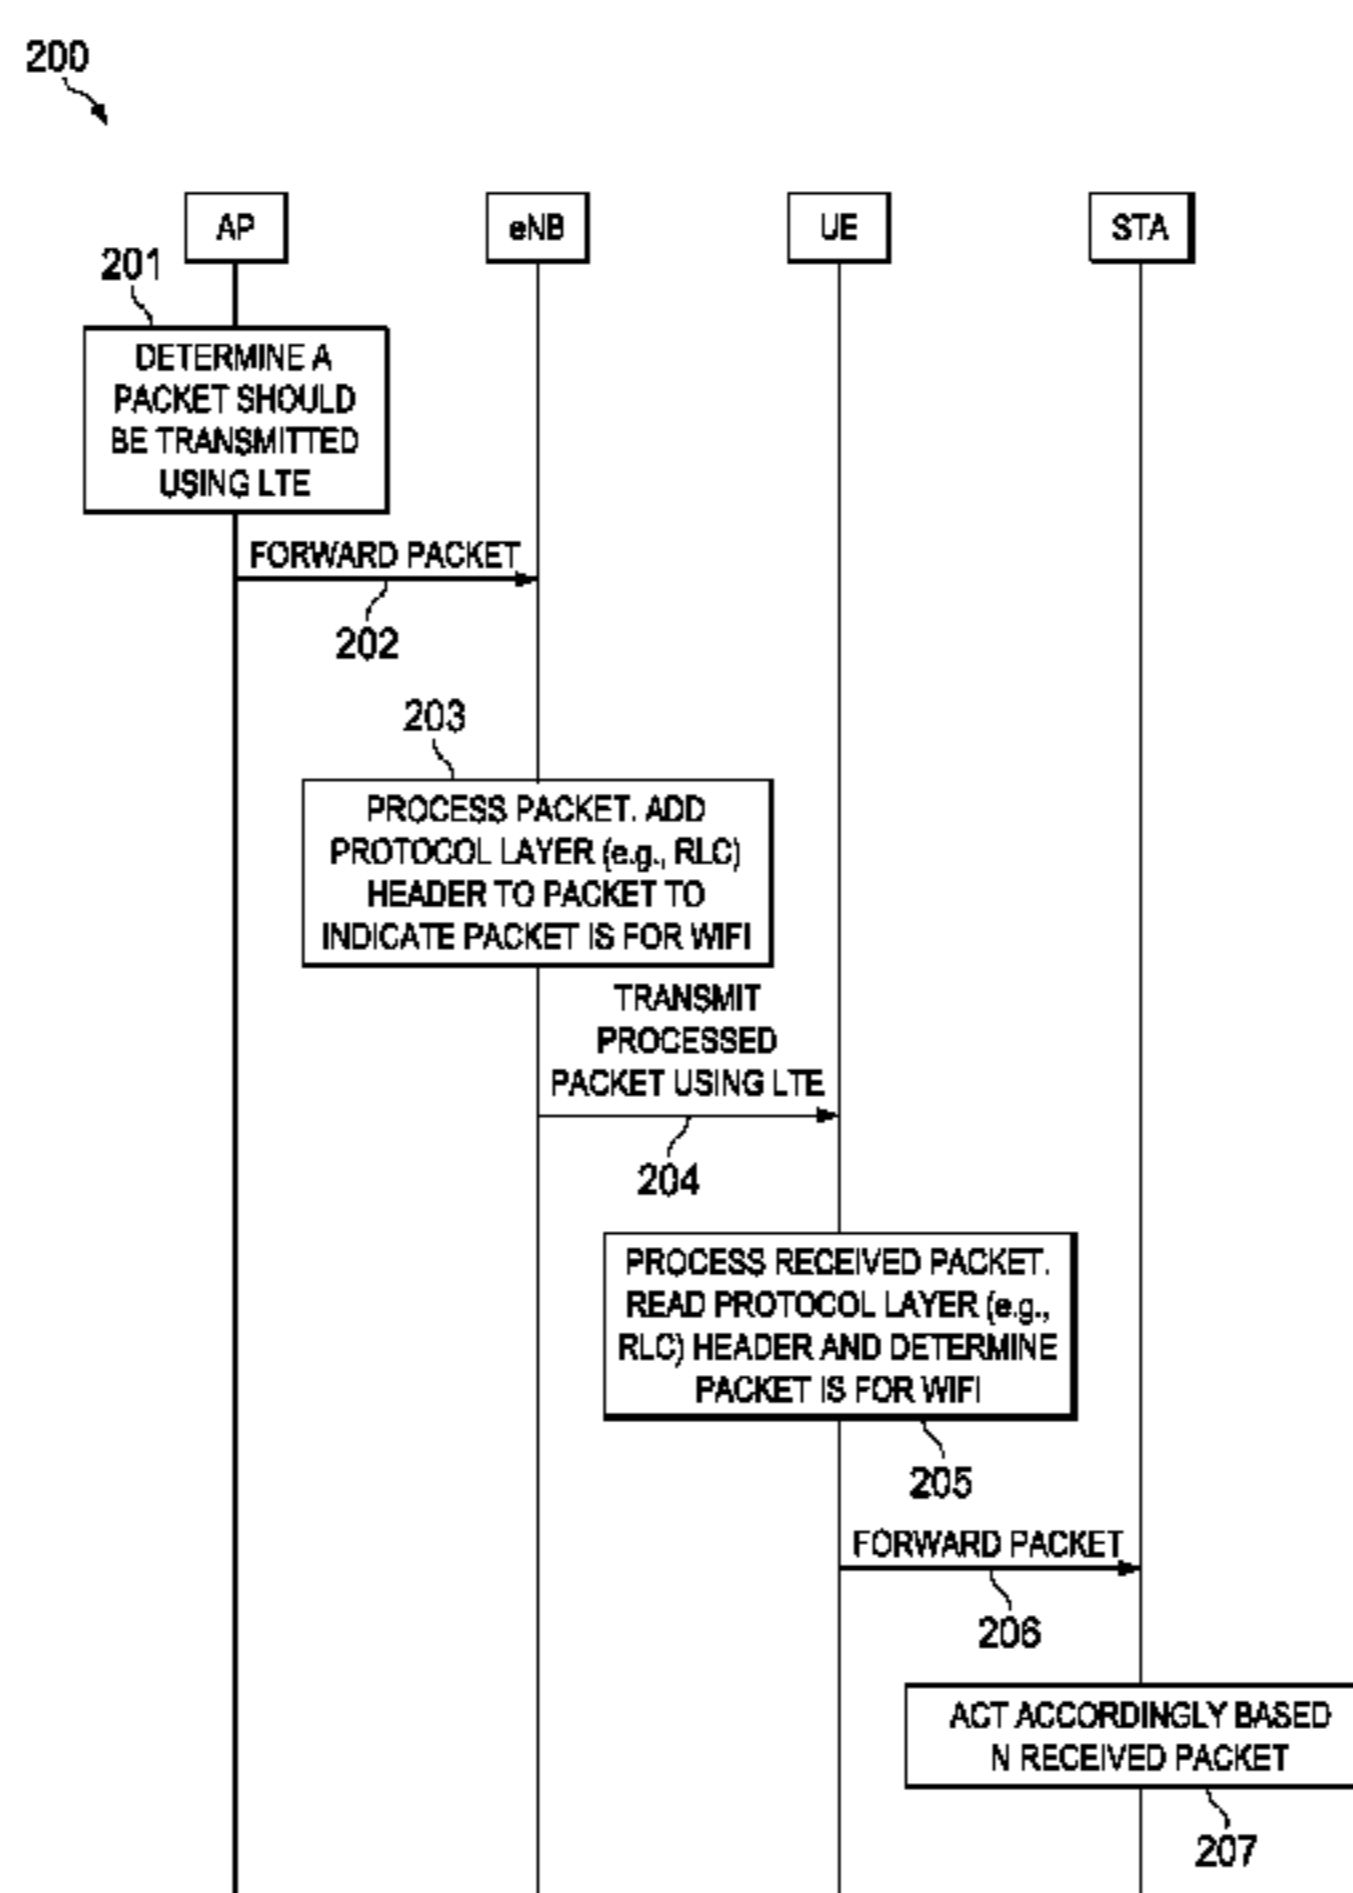 200
AP
eNB
UE
STA
201
DETERMINE A
PACKET SHOULD
BE TRANSMITTED
USING LTE
FORWARD PACKET
202
203
PROCESS PACKET. ADD
PROTOCOL LAYER (e.g., RLC)
HEADER TO PACKET TO
INDICATE PACKET IS FOR WIFI
TRANSMIT
PROCESSED
PACKET USING LTE
204
PROCESS RECEIVED PACKET.
READ PROTOCOL LAYER (e.g.,
RLC) HEADER AND DETERMINE
PACKET IS FOR WIFI
205
FORWARD PACKET
206
ACT ACCORDINGLY BASED
N RECEIVED PACKET
207